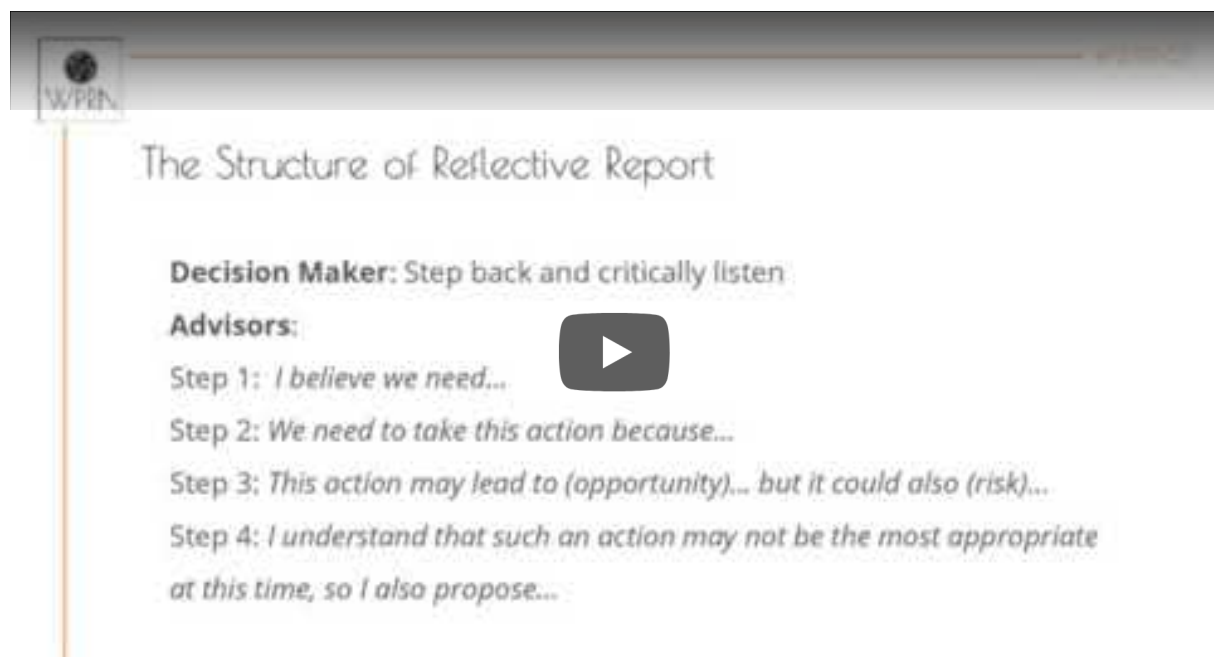 WPRN
The Structure of Reflective Report
Decision Maker: Step back and critically listen
Advisors:
Step 1: I believe we need...
Step 2: We need to take this action because...
Step 3: This action may lead to (opportunity)... but it could also (risk)...
Step 4: I understand that such an action may not be the most appropriate
at this time, so I also propose...